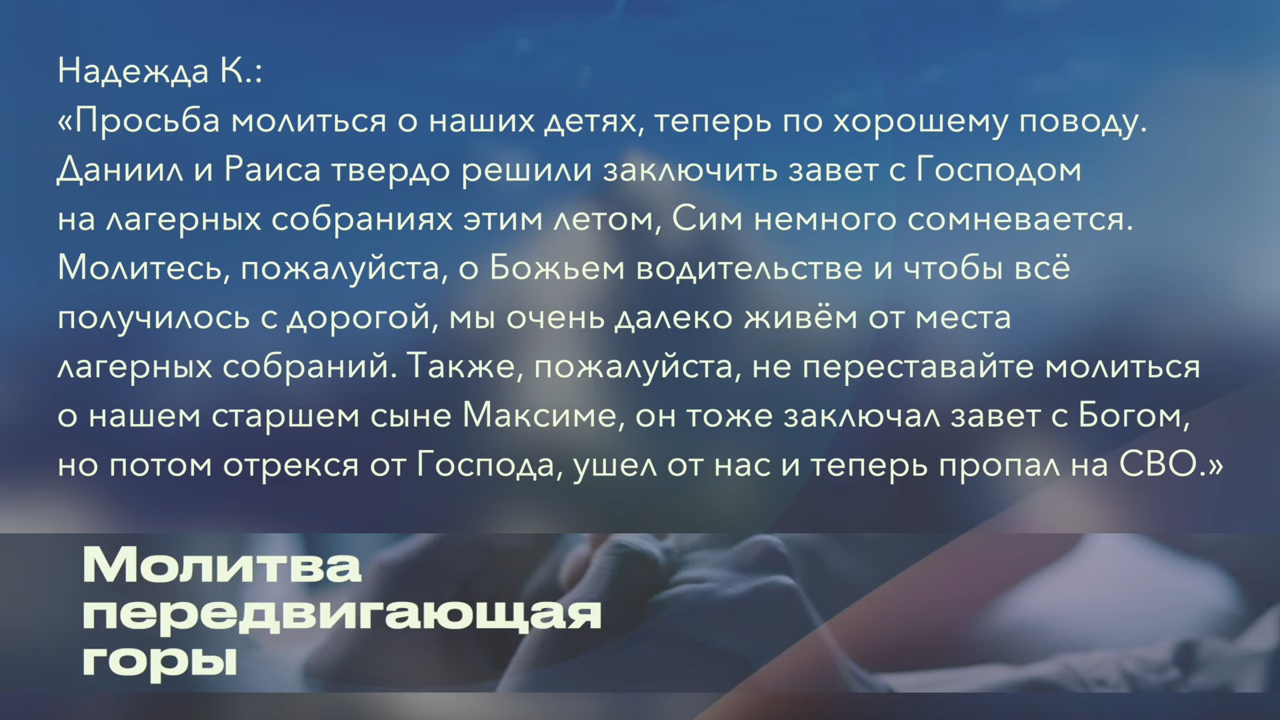 Надежда К.:
«Просьба молиться о наших детях, теперь по хорошему поводу.
Даниил и Раиса твердо решили заключить завет с Господом
на лагерных собраниях этим летом, Сим немного сомневается.
Молитесь, пожалуйста, о Божьем водительстве и чтобы всё
получилось с дорогой, мы очень далеко живём от места
лагерных собраний. Также, пожалуйста, не переставайте молиться
о нашем старшем сыне Максиме, он тоже заключал завет с Богом,
но потом отрекся от Господа, ушел от нас и теперь пропал на СВО.»
Молитва
передвигающая
горы